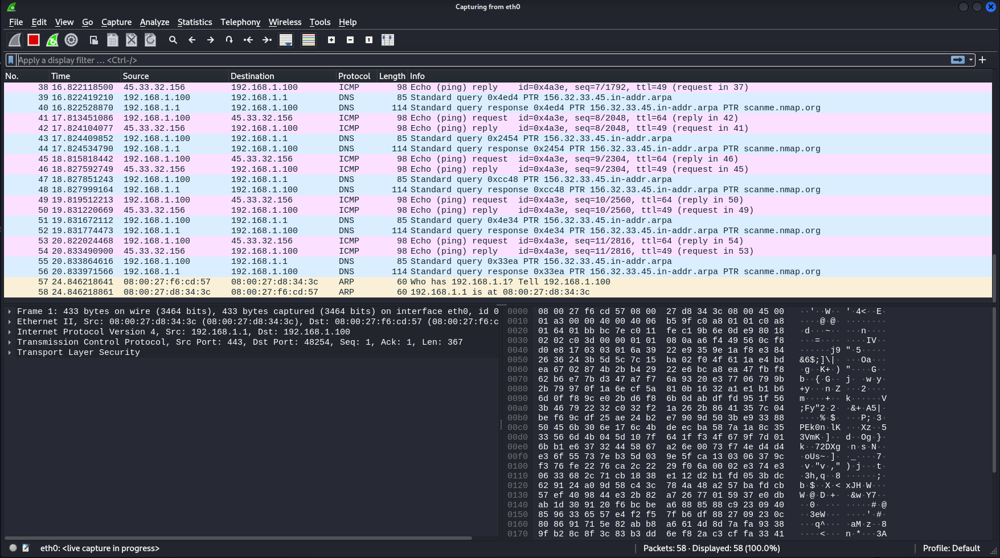 Capturing from eth0
File Edit View Go Capture Analyze Statistics Telephony Wireless Tools Help
Apply a display filter … <Ctrl-/>
No. Time Source Destination Protocol Length Info
38 16.822118500 45.33.32.156 192.168.1.100 ICMP 98 Echo (ping) reply id=0x4a3e, seq=7/1792, ttl=49 (request in 37)
39 16.822419210 192.168.1.100 192.168.1.1 DNS 85 Standard query 0x4ed4 PTR 156.32.33.45.in-addr.arpa
40 16.822528870 192.168.1.1 192.168.1.100 DNS 114 Standard query response 0x4ed4 PTR 156.32.33.45.in-addr.arpa PTR scanme.nmap.org
41 17.813451086 192.168.1.100 45.33.32.156 ICMP 98 Echo (ping) request id=0x4a3e, seq=8/2048, ttl=64 (reply in 42)
42 17.824104077 45.33.32.156 192.168.1.100 ICMP 98 Echo (ping) reply id=0x4a3e, seq=8/2048, ttl=49 (request in 41)
43 17.824409852 192.168.1.100 192.168.1.1 DNS 85 Standard query 0x2454 PTR 156.32.33.45.in-addr.arpa
44 17.824534790 192.168.1.1 192.168.1.100 DNS 114 Standard query response 0x2454 PTR 156.32.33.45.in-addr.arpa PTR scanme.nmap.org
45 18.815818442 192.168.1.100 45.33.32.156 ICMP 98 Echo (ping) request id=0x4a3e, seq=9/2304, ttl=64 (reply in 46)
46 18.827592749 45.33.32.156 192.168.1.100 ICMP 98 Echo (ping) reply id=0x4a3e, seq=9/2304, ttl=49 (request in 45)
47 18.827851243 192.168.1.100 192.168.1.1 DNS 85 Standard query 0xcc48 PTR 156.32.33.45.in-addr.arpa
48 18.827999164 192.168.1.1 192.168.1.100 DNS 114 Standard query response 0xcc48 PTR 156.32.33.45.in-addr.arpa PTR scanme.nmap.org
49 19.819512213 192.168.1.100 45.33.32.156 ICMP 98 Echo (ping) request id=0x4a3e, seq=10/2560, ttl=64 (reply in 50)
50 19.831220669 45.33.32.156 192.168.1.100 ICMP 98 Echo (ping) reply id=0x4a3e, seq=10/2560, ttl=49 (request in 49)
51 19.831672112 192.168.1.100 192.168.1.1 DNS 85 Standard query 0x4e34 PTR 156.32.33.45.in-addr.arpa
52 19.831774473 192.168.1.1 192.168.1.100 DNS 114 Standard query response 0x4e34 PTR 156.32.33.45.in-addr.arpa PTR scanme.nmap.org
53 20.822024468 192.168.1.100 45.33.32.156 ICMP 98 Echo (ping) request id=0x4a3e, seq=11/2816, ttl=64 (reply in 54)
54 20.833490900 45.33.32.156 192.168.1.100 ICMP 98 Echo (ping) reply id=0x4a3e, seq=11/2816, ttl=49 (request in 53)
55 20.833864616 192.168.1.100 192.168.1.1 DNS 85 Standard query 0x33ea PTR 156.32.33.45.in-addr.arpa
56 20.833971566 192.168.1.1 192.168.1.100 DNS 114 Standard query response 0x33ea PTR 156.32.33.45.in-addr.arpa PTR scanme.nmap.org
57 24.846218641 08:00:27:f6:cd:57 08:00:27:d8:34:3c ARP 60 Who has 192.168.1.1? Tell 192.168.1.100
58 24.846218861 08:00:27:d8:34:3c 08:00:27:f6:cd:57 ARP 60 192.168.1.1 is at 08:00:27:d8:34:3c
Frame 1: 433 bytes on wire (3464 bits), 433 bytes captured (3464 bits) on interface eth0, id 0
Ethernet II, Src: 08:00:27:d8:34:3c (08:00:27:d8:34:3c), Dst: 08:00:27:f6:cd:57 (08:00:27:f6:c
Internet Protocol Version 4, Src: 192.168.1.1, Dst: 192.168.1.100
Transmission Control Protocol, Src Port: 443, Dst Port: 48254, Seq: 1, Ack: 1, Len: 367
Transport Layer Security
0000 08 00 27 f6 cd 57 08 00 27 d8 34 3c 08 00 45 00 ··'··W·· '·4<··E·
0010 01 a3 00 00 40 00 40 06 b5 9f c0 a8 01 01 c0 a8 ····@·@· ········
0020 01 64 01 bb bc 7e c0 11 fe c1 9b 6e 0d e9 80 18 ·d···~·· ···n····
0030 02 02 c0 3d 00 00 01 01 08 0a a6 f4 49 56 0c f8 ···=···· ····IV··
0040 d0 e8 17 03 03 01 6a 39 22 e9 35 9e 1a f8 e3 84 ······j9 "·5·····
0050 26 36 24 3b 5d 5c 7c 15 ba 02 f0 4f 61 1a e4 bd &6$;]\|· ···Oa···
0060 ea 67 02 87 4b 2b b4 29 22 e6 bc a8 ea 47 fb f8 ·g··K+·) "····G··
0070 62 b6 e7 7b d3 47 a7 f7 6a 93 20 e3 77 06 79 9b b··{·G·· j· ·w·y·
0080 2b 79 97 0f 1a 6e cf 5a 81 0b 16 32 a1 e1 b1 b6 +y···n·Z ···2····
0090 6d 0f f8 9c e0 2b d6 f8 6b 0d ab df fd 95 1f 56 m····+·· k······V
00a0 3b 46 79 22 32 c0 32 f2 1a 26 2b 86 41 35 7c 04 ;Fy"2·2· ·&+·A5|·
00b0 be f6 9c df 25 ae 24 b2 e7 90 9d 50 3b e9 33 88 ····%·$· ···P;·3·
00c0 50 45 6b 30 6e 17 6c 4b de ec ba 58 7a 1a 8c 35 PEk0n·lK ···Xz··5
00d0 33 56 6d 4b 04 5d 10 7f 64 1f f3 4f 67 9f 7d 01 3VmK·]·· d··Og·}·
00e0 6b b1 e6 37 32 44 58 67 a2 6e 00 73 f7 4e d4 d4 k··72DXg ·n·s·N··
00f0 e3 6f 55 73 7e b3 5d 03 9e 5f ca 13 03 06 37 9c ·oUs~·]· ·_····7·
0100 f3 76 fe 22 76 ca 2c 22 29 f0 6a 00 02 e3 74 e3 ·v·"v·," )·j···t·
0110 06 33 68 2c 71 cb 18 38 e1 12 d2 b1 fd 05 3b dc ·3h,q··8 ······;·
0120 62 91 24 a0 9d 58 c4 3c 78 4a 48 a2 57 ba fd cb b·$··X·< xJH·W···
0130 57 ef 40 98 44 e3 2b 82 a7 26 77 01 59 37 e0 db W·@·D·+· ·&w·Y7··
0140 ab 1d 30 91 20 f6 bc be a6 88 85 88 c9 23 09 40 ··0· ··· ·····#·@
0150 85 96 33 65 57 e4 f2 f5 7f b6 df 88 27 09 23 0c ··3eW··· ····'·#·
0160 80 86 91 71 5e 82 ab b8 a6 61 4d 8d 7a fa 93 38 ···q^··· ·aM·z··8
0170 9f b2 8c 8f 3c 83 b3 dd 6e f8 2a c3 cf fa 33 41 ····<··· n·*···3A
eth0: <live capture in progress>
Packets: 58 · Displayed: 58 (100.0%)
Profile: Default